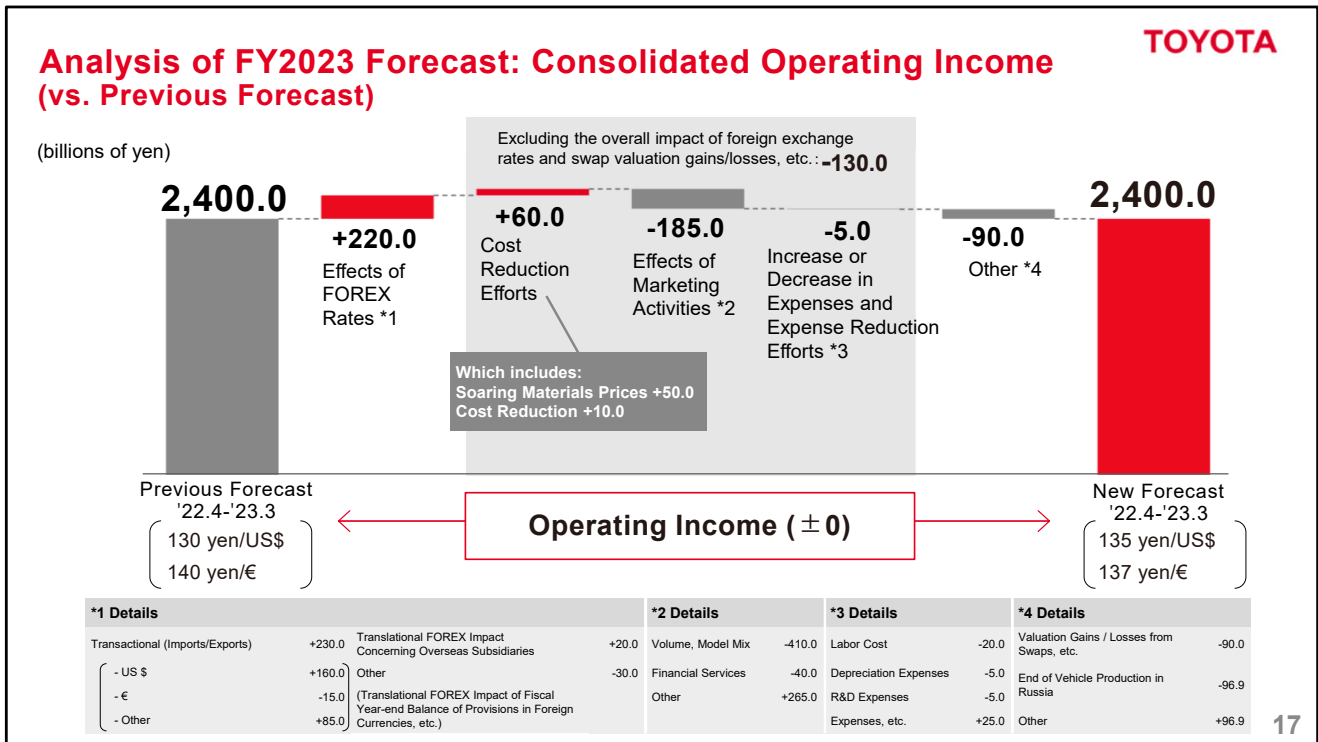 TOYOTA
Analysis of FY2023 Forecast: Consolidated Operating Income
(vs. Previous Forecast)
(billions of yen)
Excluding the overall impact of foreign exchange
rates and swap valuation gains/losses, etc.: -130.0
2,400.0
+220.0
Effects of
FOREX
Rates *1
+60.0
Cost
Reduction
Efforts
Which includes:
Soaring Materials Prices +50.0
Cost Reduction +10.0
-185.0
Effects of
Marketing
Activities *2
-5.0
Increase or
Decrease in
Expenses and
Expense Reduction
Efforts *3
-90.0
Other *4
2,400.0
Previous Forecast
'22.4-'23.3
130 yen/US$
140 yen/€
Operating Income (±0)
New Forecast
'22.4-'23.3
135 yen/US$
137 yen/€
*1 Details
Transactional (Imports/Exports) +230.0
- US $ +160.0
- € -15.0
- Other +85.0
Translational FOREX Impact
Concerning Overseas Subsidiaries +20.0
Other -30.0
(Translational FOREX Impact of Fiscal
Year-end Balance of Provisions in Foreign
Currencies, etc.)
*2 Details
Volume, Model Mix -410.0
Financial Services -40.0
Other +265.0
*3 Details
Labor Cost -20.0
Depreciation Expenses -5.0
R&D Expenses -5.0
Expenses, etc. +25.0
*4 Details
Valuation Gains / Losses from
Swaps, etc. -90.0
End of Vehicle Production in
Russia -96.9
Other +96.9
17